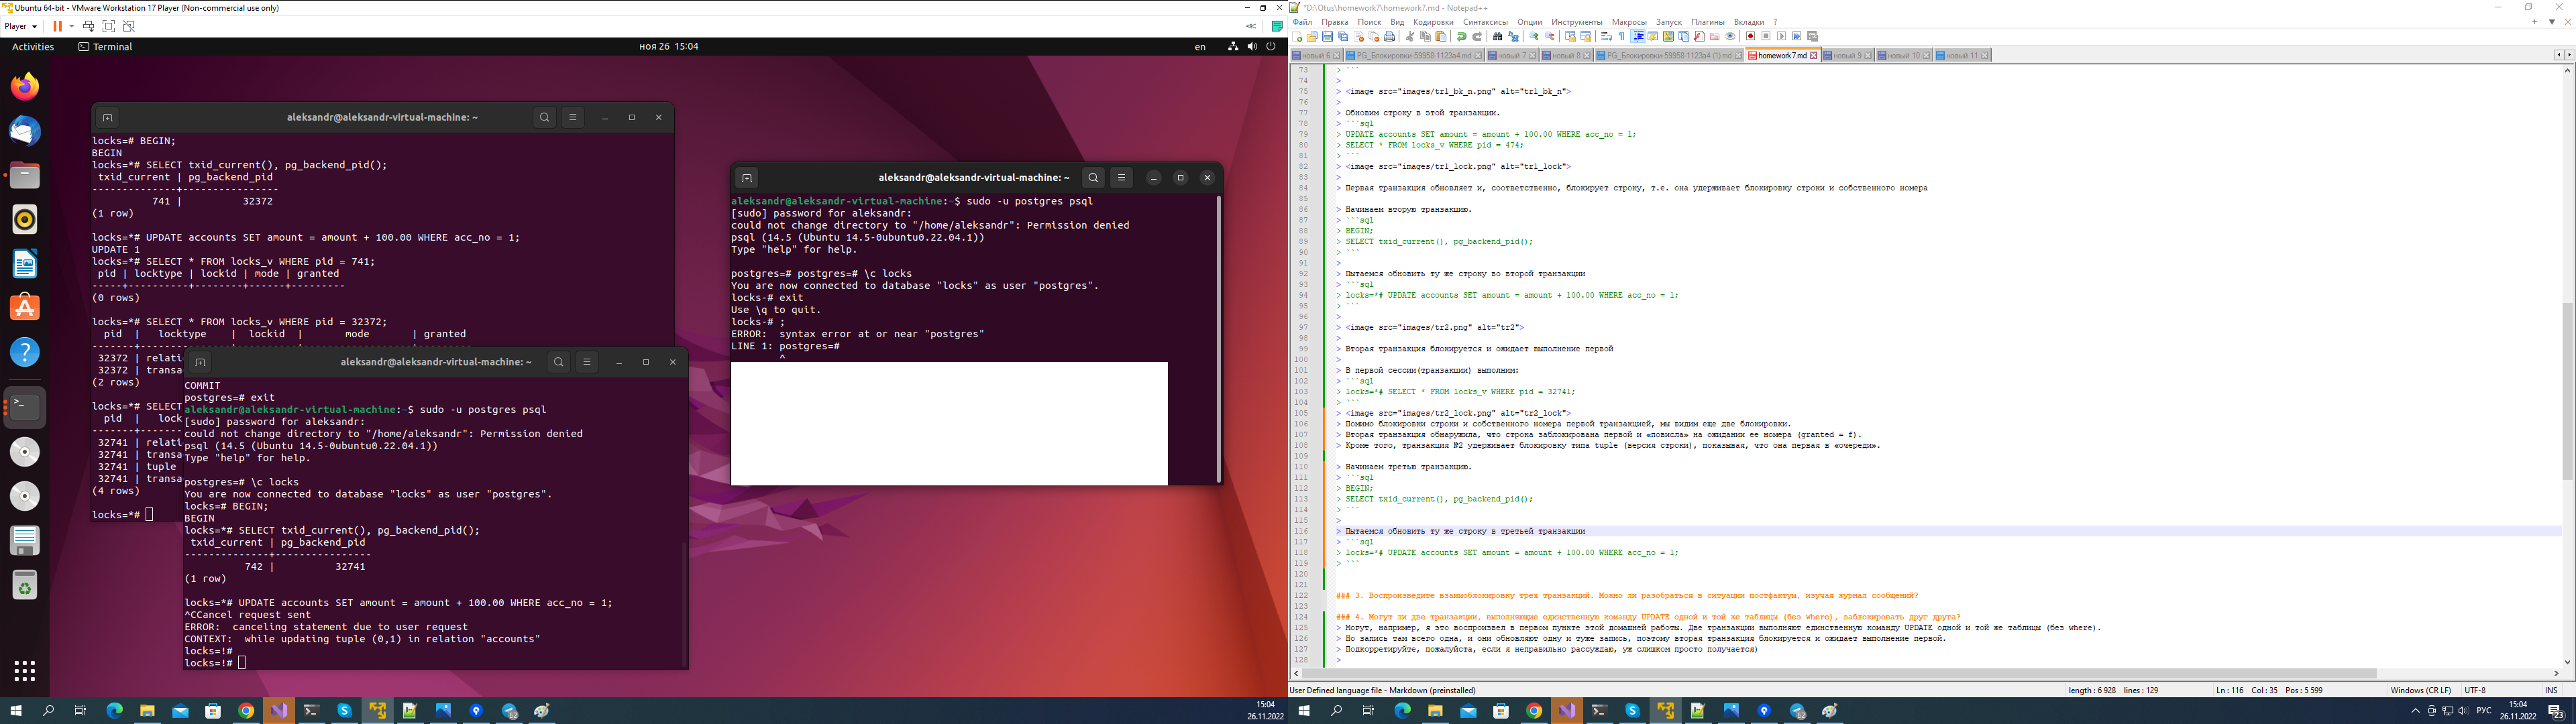 Ubuntu 64-bit - VMware Workstation 17 Player (Non-commercial use only)
Player
Activities
Terminal
ноя 26 15:04
en
aleksandr@aleksandr-virtual-machine: ~
locks=# BEGIN;
BEGIN
locks=*# SELECT txid_current(), pg_backend_pid();
txid_current | pg_backend_pid
--------------+----------------
741 | 32372
(1 row)
locks=*# UPDATE accounts SET amount = amount + 100.00 WHERE acc_no = 1;
UPDATE 1
locks=*# SELECT * FROM locks_v WHERE pid = 741;
pid | locktype | lockid | mode | granted
-----+----------+--------+------+---------
(0 rows)
locks=*# SELECT * FROM locks_v WHERE pid = 32372;
pid | locktype | lockid | mode | granted
32372 | relati
32372 | transa
(2 rows)
locks=*# SELECT
pid | lock
32741 | relati
32741 | transa
32741 | tuple
32741 | transa
(4 rows)
locks=*#
aleksandr@aleksandr-virtual-machine: ~
COMMIT
postgres=# exit
aleksandr@aleksandr-virtual-machine:~$ sudo -u postgres psql
[sudo] password for aleksandr:
could not change directory to "/home/aleksandr": Permission denied
psql (14.5 (Ubuntu 14.5-0ubuntu0.22.04.1))
Type "help" for help.
postgres=# \c locks
You are now connected to database "locks" as user "postgres".
locks=# BEGIN;
BEGIN
locks=*# SELECT txid_current(), pg_backend_pid();
txid_current | pg_backend_pid
--------------+----------------
742 | 32741
(1 row)
locks=*# UPDATE accounts SET amount = amount + 100.00 WHERE acc_no = 1;
^CCancel request sent
ERROR:  canceling statement due to user request
CONTEXT:  while updating tuple (0,1) in relation "accounts"
locks=!#
locks=!#
aleksandr@aleksandr-virtual-machine: ~
aleksandr@aleksandr-virtual-machine:~$ sudo -u postgres psql
[sudo] password for aleksandr:
could not change directory to "/home/aleksandr": Permission denied
psql (14.5 (Ubuntu 14.5-0ubuntu0.22.04.1))
Type "help" for help.
postgres=# postgres=# \c locks
You are now connected to database "locks" as user "postgres".
locks-# exit
Use \q to quit.
locks-# ;
ERROR:  syntax error at or near "postgres"
LINE 1: postgres=#
^
15:04
26.11.2022
*D:\Otus\homework7\homework7.md - Notepad++
Файл Правка Поиск Вид Кодировки Синтаксисы Опции Инструменты Макросы Запуск Плагины Вкладки ?
новый 6 PG_Блокировки-59958-1123a4.md новый 7 новый 8 PG_Блокировки-59958-1123a4 (1).md homework7.md новый 9 новый 10 новый 11
73 > ```
74 >
75 > <image src="images/tr1_bk_n.png" alt="tr1_bk_n">
76 >
77 > Обновим строку в этой транзакции.
78 > ```sql
79 > UPDATE accounts SET amount = amount + 100.00 WHERE acc_no = 1;
80 > SELECT * FROM locks_v WHERE pid = 474;
81 > ```
82 > <image src="images/tr1_lock.png" alt="tr1_lock">
83 >
84 > Первая транзакция обновляет и, соответственно, блокирует строку, т.е. она удерживает блокировку строки и собственного номера
85
86 > Начинаем вторую транзакцию.
87 > ```sql
88 > BEGIN;
89 > SELECT txid_current(), pg_backend_pid();
90 > ```
91 >
92 > Пытаемся обновить ту же строку во второй транзакции
93 > ```sql
94 > locks=*# UPDATE accounts SET amount = amount + 100.00 WHERE acc_no = 1;
95 > ```
96 >
97 > <image src="images/tr2.png" alt="tr2">
98 >
99 > Вторая транзакция блокируется и ожидает выполнение первой
100 >
101 > В первой сессии(транзакции) выполним:
102 > ```sql
103 > locks=*# SELECT * FROM locks_v WHERE pid = 32741;
104 > ```
105 > <image src="images/tr2_lock.png" alt="tr2_lock">
106 > Помимо блокировки строки и собственного номера первой транзакцией, мы видим еще две блокировки.
107 > Вторая транзакция обнаружила, что строка заблокирована первой и «повисла» на ожидании ее номера (granted = f).
108 > Кроме того, транзакция №2 удерживает блокировку типа tuple (версия строки), показывая, что она первая в «очереди».
109
110 > Начинаем третью транзакцию.
111 > ```sql
112 > BEGIN;
113 > SELECT txid_current(), pg_backend_pid();
114 > ```
115 >
116 > Пытаемся обновить ту же строку в третьей транзакции
117 > ```sql
118 > locks=*# UPDATE accounts SET amount = amount + 100.00 WHERE acc_no = 1;
119 > ```
120
121
122 ### 3. Воспроизведите взаимоблокировку трех транзакций. Можно ли разобраться в ситуации постфактум, изучая журнал сообщений?
123
124 ### 4. Могут ли две транзакции, выполняющие единственную команду UPDATE одной и той же таблицы (без where), заблокировать друг друга?
125 > Могут, например, я это воспроизвел в первом пункте этой домашней работы. Две транзакции выполняют единственную команду UPDATE одной и той же таблицы (без where).
126 > Но запись там всего одна, и они обновляют одну и туже запись, поэтому вторая транзакция блокируется и ожидает выполнение первой.
127 > Подкорретируйте, пожалуйста, если я неправильно рассуждаю, уж слишком просто получается)
128 >
User Defined language file - Markdown (preinstalled)
length : 6 928 lines : 129
Ln : 116 Col : 35 Pos : 5 599
Windows (CR LF)
UTF-8
INS
РУС
15:04
26.11.2022